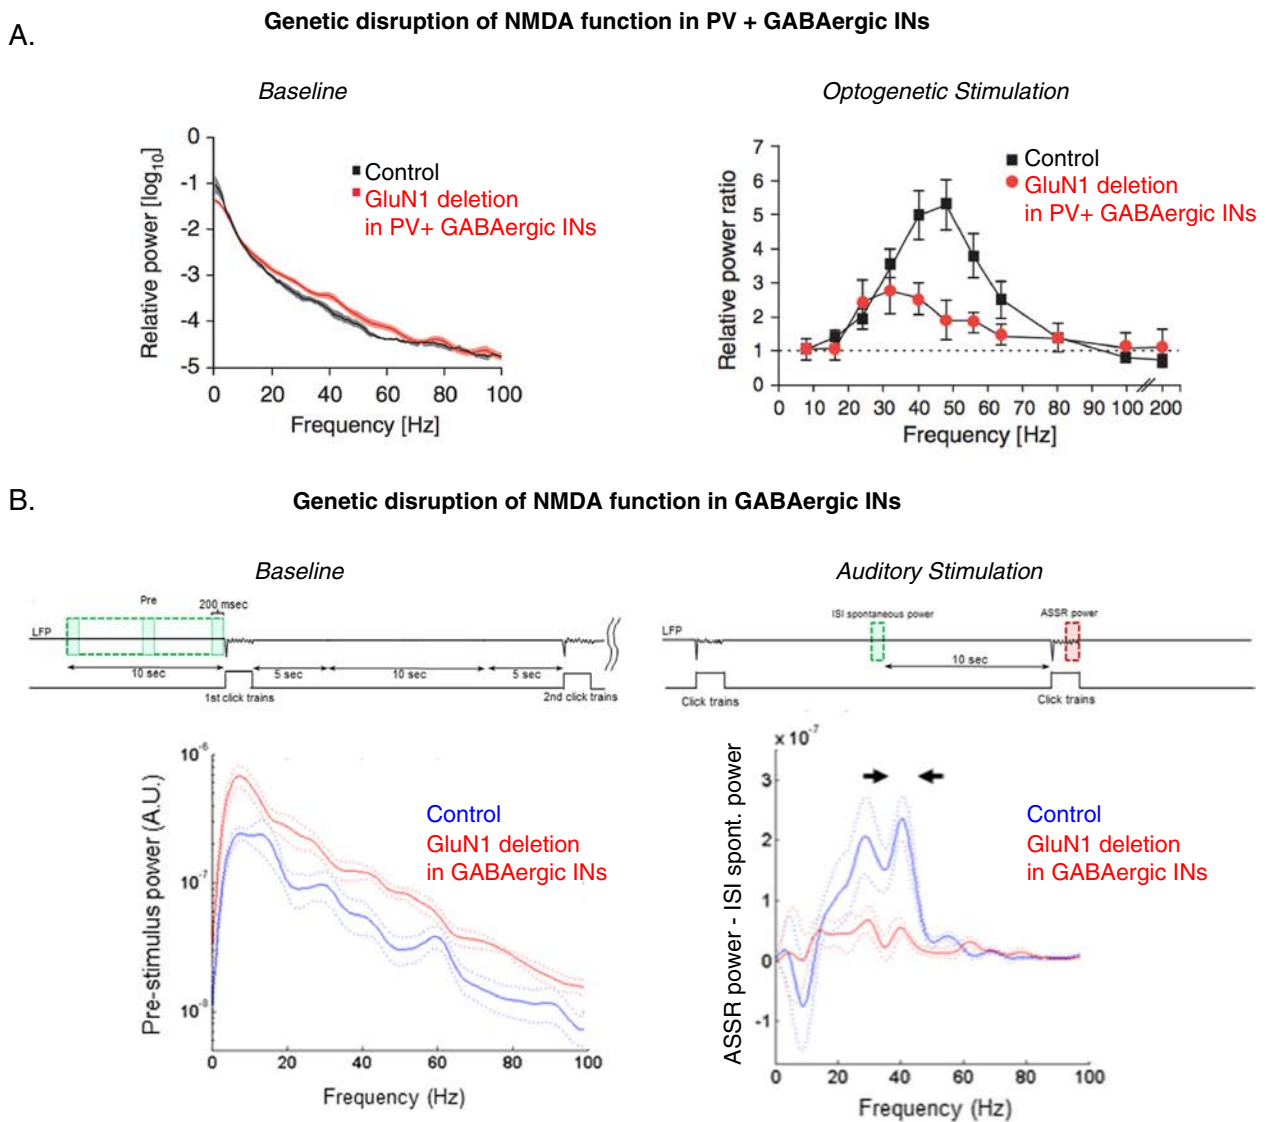 A.
Genetic disruption of NMDA function in PV + GABAergic INs
Baseline
Relative power [log10]
0
-1
-2
-3
-4
-5
0 20 40 60 80 100
Frequency [Hz]
Control
GluN1 deletion
in PV+ GABAergic INs
Optogenetic Stimulation
Relative power ratio
7
6
5
4
3
2
1
0
0 10 20 30 40 50 60 70 80 90 100 200
Frequency [Hz]
Control
GluN1 deletion
in PV+ GABAergic INs
B.
Genetic disruption of NMDA function in GABAergic INs
Baseline
Pre
200 msec
LFP
10 sec 5 sec 10 sec 5 sec
1st click trains 2nd click trains
Pre-stimulus power (A.U.)
10-6
10-7
10-8
0 20 40 60 80 100
Frequency (Hz)
Control
GluN1 deletion
in GABAergic INs
Auditory Stimulation
ISI spontaneous power ASSR power
LFP
10 sec
Click trains Click trains
ASSR power - ISI spont. power
x 10-7
3
2
1
0
-1
0 20 40 60 80 100
Frequency (Hz)
Control
GluN1 deletion
in GABAergic INs